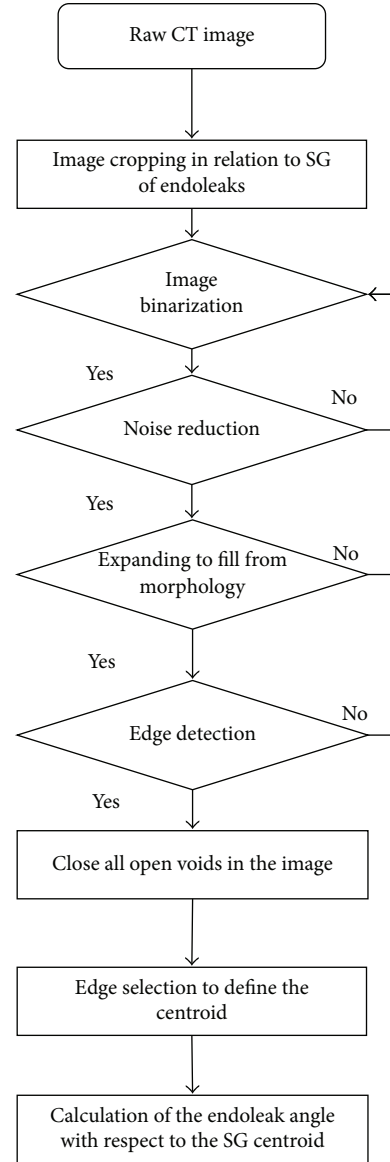 Raw CT image
Image cropping in relation to SG
of endoleaks
Image
binarization
Yes
No
Noise reduction
Yes
No
Expanding to fill from
morphology
Yes
No
Edge detection
Yes
Close all open voids in the image
Edge selection to define the
centroid
Calculation of the endoleak angle
with respect to the SG centroid